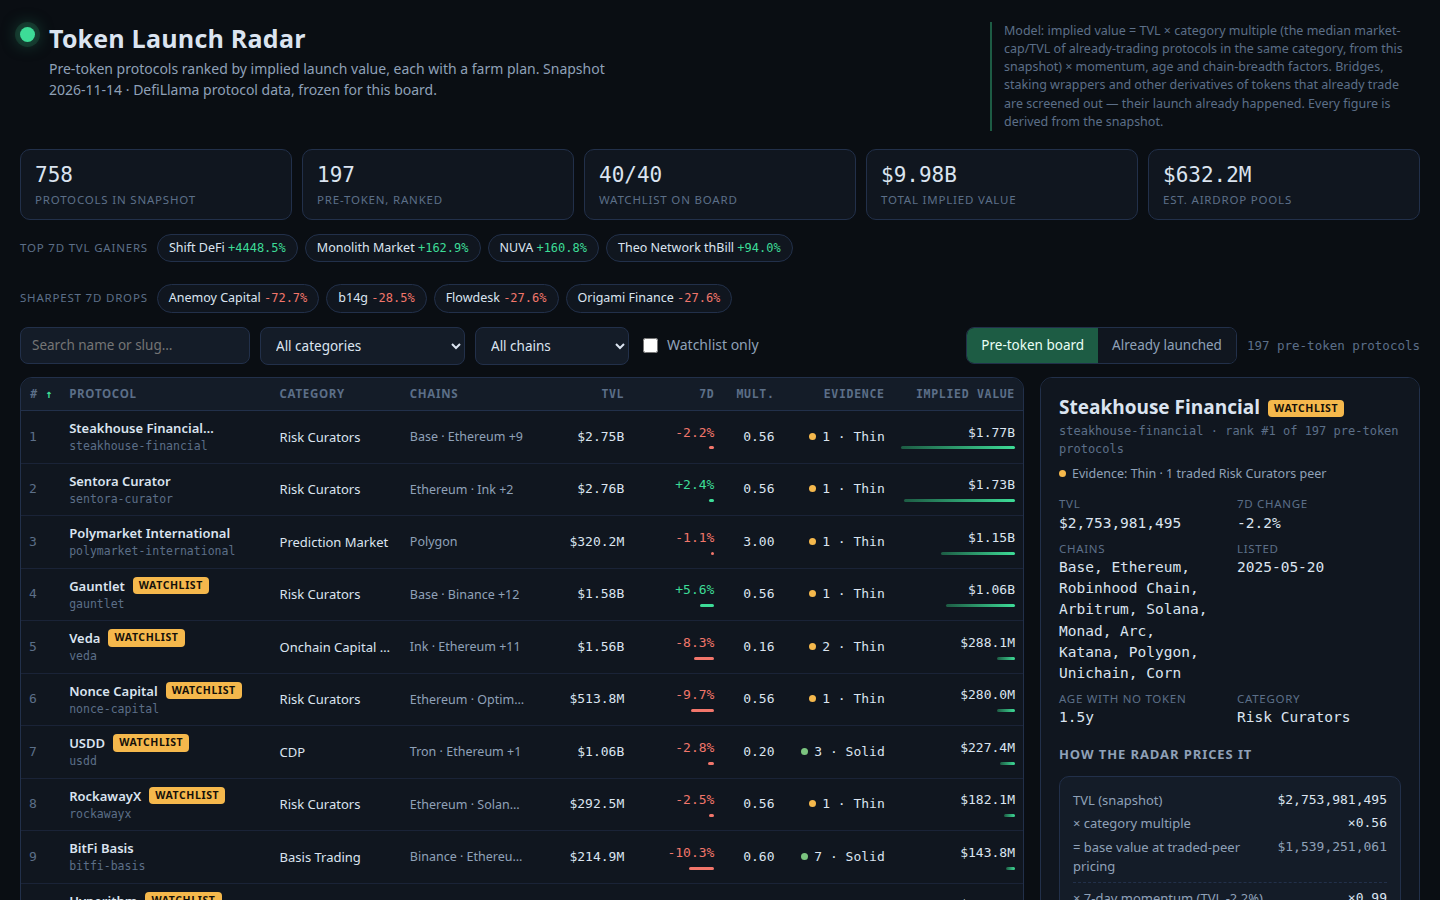 Token Launch Radar
Pre-token protocols ranked by implied launch value, each with a farm plan. Snapshot
2026-11-14 · DefiLlama protocol data, frozen for this board.
Model: implied value = TVL × category multiple (the median market-
cap/TVL of already-trading protocols in the same category, from this
snapshot) × momentum, age and chain-breadth factors. Bridges,
staking wrappers and other derivatives of tokens that already trade
are screened out — their launch already happened. Every figure is
derived from the snapshot.
758
PROTOCOLS IN SNAPSHOT
197
PRE-TOKEN, RANKED
40/40
WATCHLIST ON BOARD
$9.98B
TOTAL IMPLIED VALUE
$632.2M
EST. AIRDROP POOLS
TOP 7D TVL GAINERS Shift DeFi +4448.5% Monolith Market +162.9% NUVA +160.8% Theo Network thBill +94.0%
SHARPEST 7D DROPS Anemoy Capital -72.7% b14g -28.5% Flowdesk -27.6% Origami Finance -27.6%
Search name or slug... All categories All chains Watchlist only Pre-token board Already launched 197 pre-token protocols
# ↑ PROTOCOL CATEGORY CHAINS TVL 7D MULT. EVIDENCE IMPLIED VALUE
1 Steakhouse Financial... Risk Curators Base · Ethereum +9 $2.75B -2.2% 0.56 1 · Thin $1.77B
steakhouse-financial
2 Sentora Curator Risk Curators Ethereum · Ink +2 $2.76B +2.4% 0.56 1 · Thin $1.73B
sentora-curator
3 Polymarket International Prediction Market Polygon $320.2M -1.1% 3.00 1 · Thin $1.15B
polymarket-international
4 Gauntlet WATCHLIST Risk Curators Base · Binance +12 $1.58B +5.6% 0.56 1 · Thin $1.06B
gauntlet
5 Veda WATCHLIST Onchain Capital ... Ink · Ethereum +11 $1.56B -8.3% 0.16 2 · Thin $288.1M
veda
6 Nonce Capital WATCHLIST Risk Curators Ethereum · Optim... $513.8M -9.7% 0.56 1 · Thin $280.0M
nonce-capital
7 USDD WATCHLIST CDP Tron · Ethereum +1 $1.06B -2.8% 0.20 3 · Solid $227.4M
usdd
8 RockawayX WATCHLIST Risk Curators Ethereum · Solan... $292.5M -2.5% 0.56 1 · Thin $182.1M
rockawayx
9 BitFi Basis Basis Trading Binance · Ethereu... $214.9M -10.3% 0.60 7 · Solid $143.8M
bitfi-basis
Hyperithm WATCHLIST
Steakhouse Financial WATCHLIST
steakhouse-financial · rank #1 of 197 pre-token
protocols
Evidence: Thin · 1 traded Risk Curators peer
TVL
$2,753,981,495
7D CHANGE
-2.2%
CHAINS
Base, Ethereum,
Robinhood Chain,
Arbitrum, Solana,
Monad, Arc,
Katana, Polygon,
Unichain, Corn
LISTED
2025-05-20
AGE WITH NO TOKEN
1.5y
CATEGORY
Risk Curators
HOW THE RADAR PRICES IT
TVL (snapshot) $2,753,981,495
× category multiple ×0.56
= base value at traded-peer $1,539,251,061
pricing
× 7-day momentum (TVL -2.2%) ×0.99